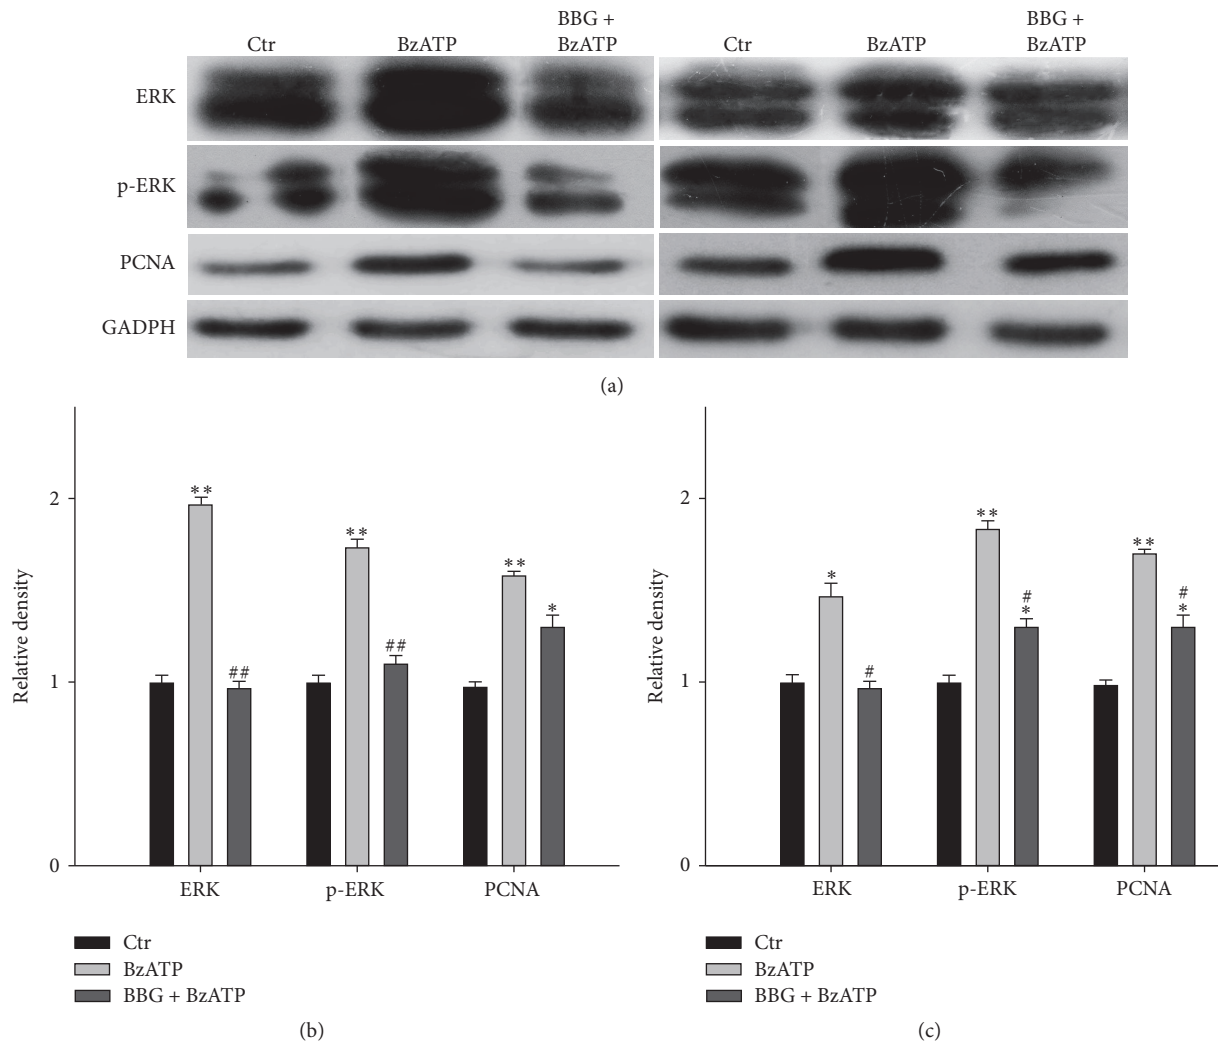 BBG + BBG +
Ctr BzATP BzATP Ctr BzATP BzATP
ERK
p-ERK
PCNA
GADPH
(a)
** ## ** ## ** *
2
1
0
Relative density
ERK p-ERK PCNA
Ctr
BzATP
BBG + BzATP
(b)
* # ** # * ** # *
2
1
0
Relative density
ERK p-ERK PCNA
Ctr
BzATP
BBG + BzATP
(c)